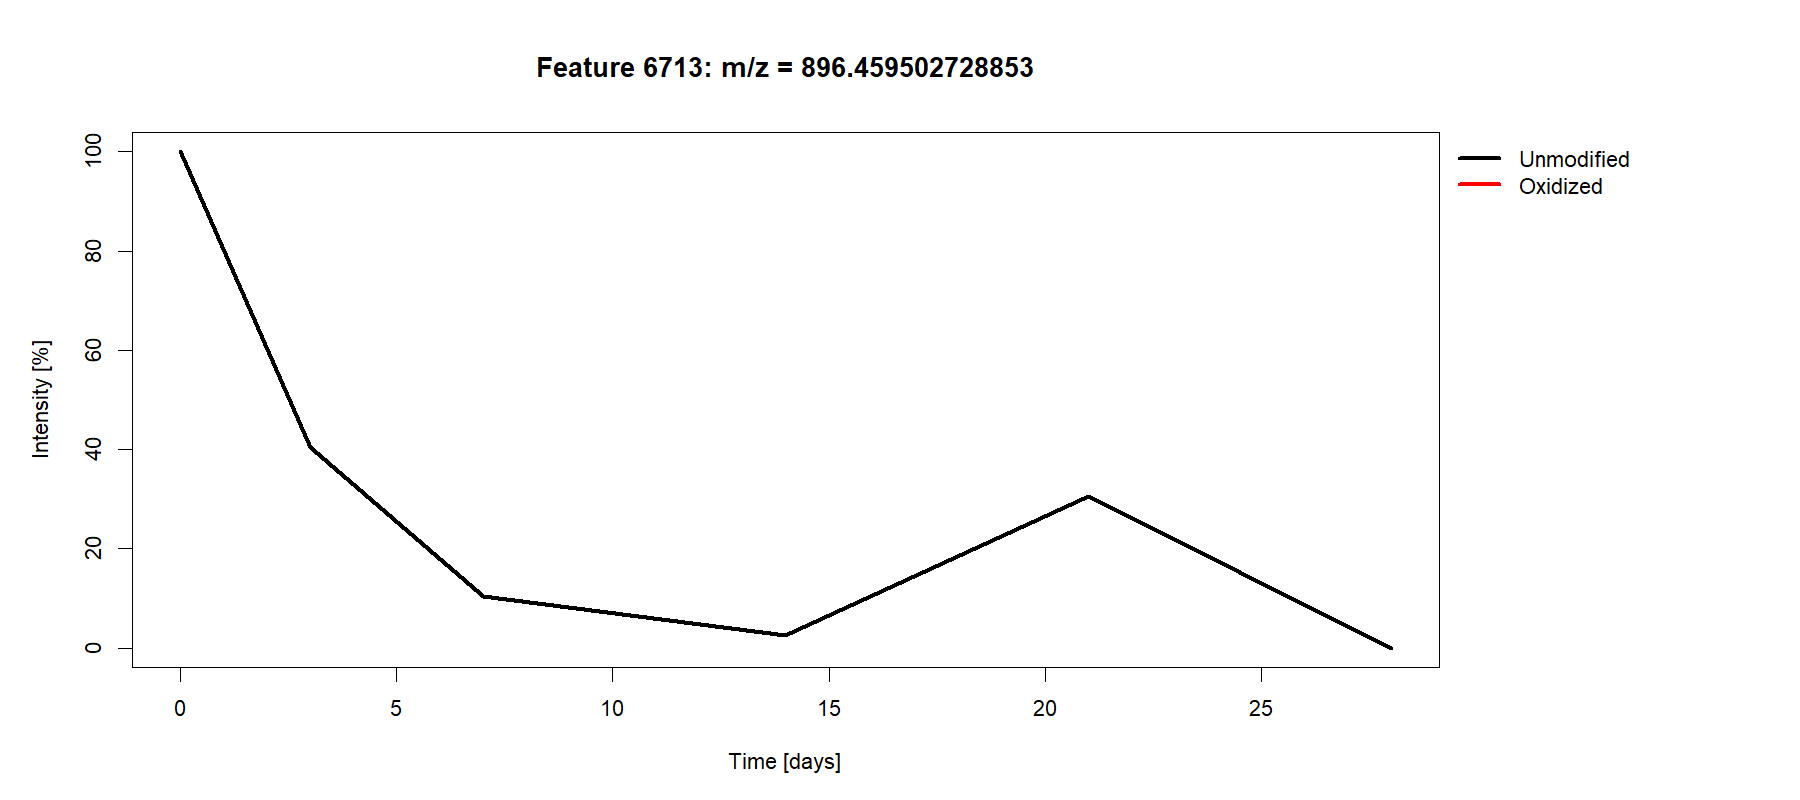 Feature 6713: m/z = 896.459502728853
Unmodified
Oxidized
Intensity [%]
100
80
60
40
20
0
0 5 10 15 20 25
Time [days]